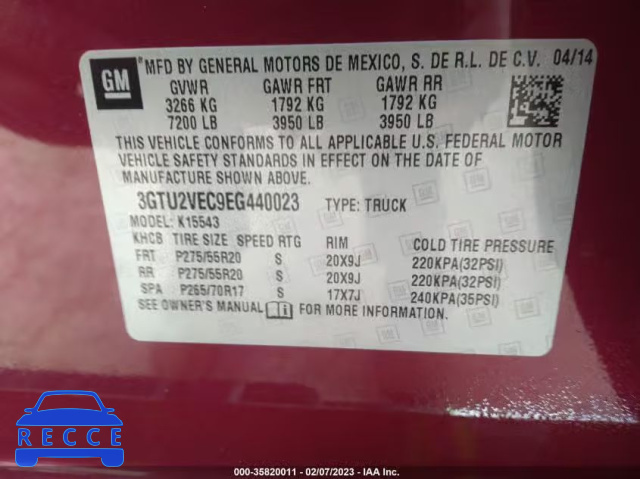 GM
MFD BY GENERAL MOTORS DE MEXICO, S. DE R.L. DE C.V. 04/14
GVWR GAWR FRT GAWR RR
3266 KG 1792 KG 1792 KG
7200 LB 3950 LB 3950 LB
THIS VEHICLE CONFORMS TO ALL APPLICABLE U.S. FEDERAL MOTOR
VEHICLE SAFETY STANDARDS IN EFFECT ON THE DATE OF
MANUFACTURE SHOWN ABOVE.
3GTU2VEC9EG440023 TYPE: TRUCK
MODEL: K15543
KHCB TIRE SIZE SPEED RTG RIM COLD TIRE PRESSURE
FRT P275/55R20 S 20X9J 220KPA(32PSI)
RR P275/55R20 S 20X9J 220KPA(32PSI)
SPA P265/70R17 S 17X7J 240KPA(35PSI)
SEE OWNER'S MANUAL FOR MORE INFORMATION.
RECCE
000-35820011 - 02/07/2023 - IAA Inc.